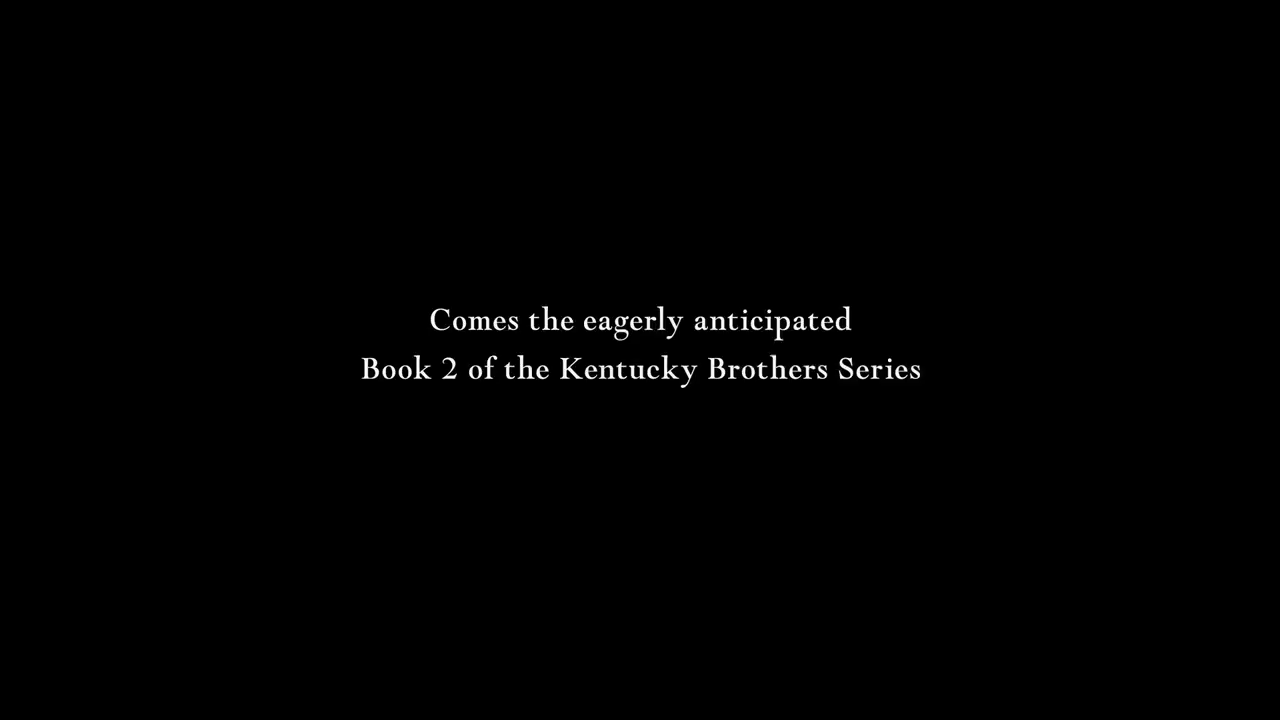 Comes the eagerly anticipated
Book 2 of the Kentucky Brothers Series